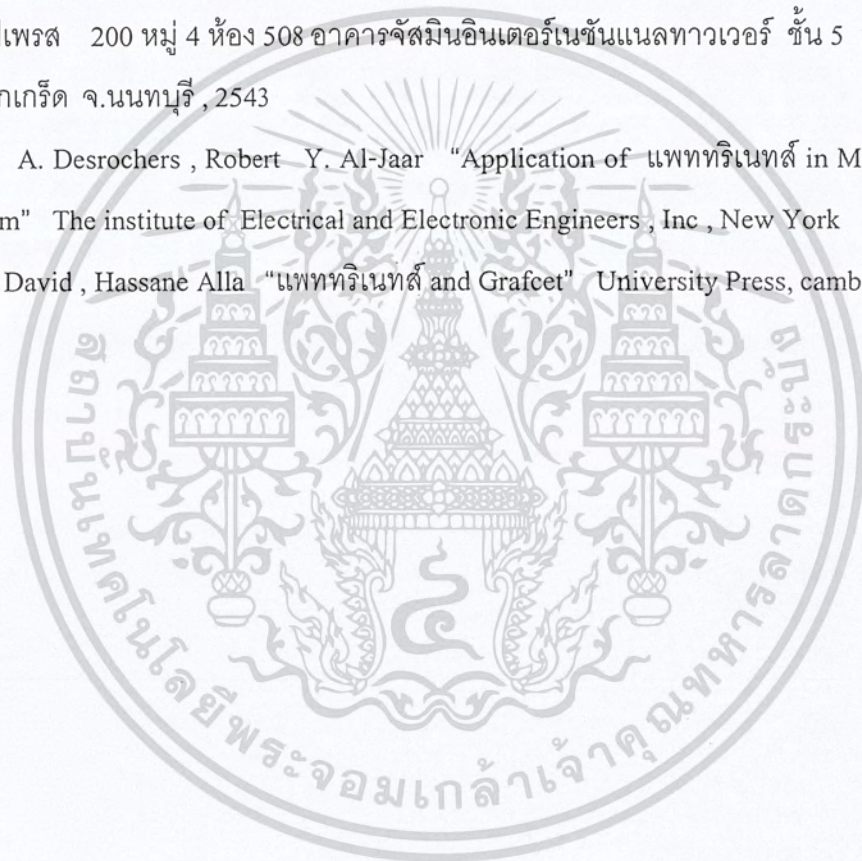 ปเพรส 200 หมู่ 4 ห้อง 508 อาคารจัสมินอินเตอร์เนชันแนลทาวเวอร์ ชั้น 5
กเกร็ด จ.นนทบุรี , 2543
A. Desrochers , Robert Y. Al-Jaar “Application of แพททริเนทส์ in M
m” The institute of Electrical and Electronic Engineers , Inc , New York
David , Hassane Alla “แพททริเนทส์ and Grafcet” University Press, camb
๔
สถาบันเทคโนโลยีพระจอมเกล้าเจ้าคุณทหารลาดกระบัง